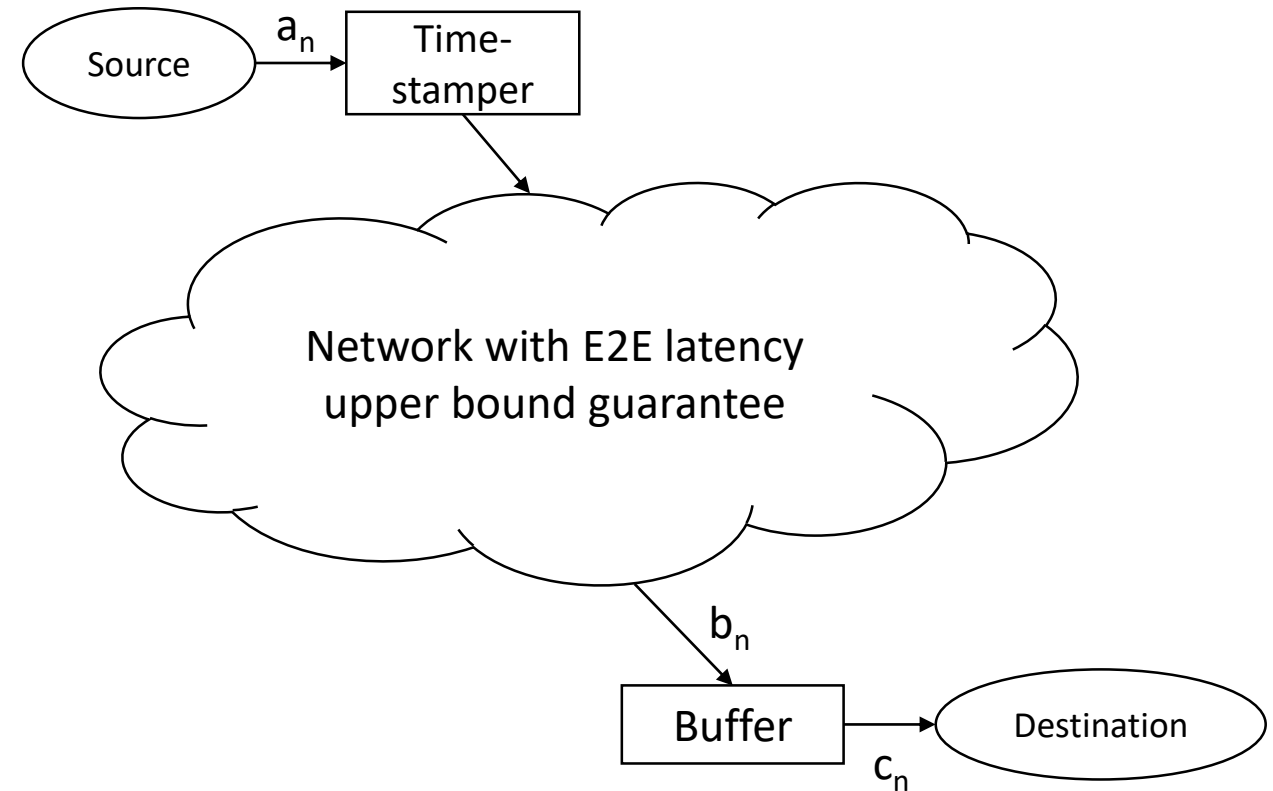 Source
aₙ
Time-
stamper
Network with E2E latency
upper bound guarantee
bₙ
Buffer
cₙ
Destination